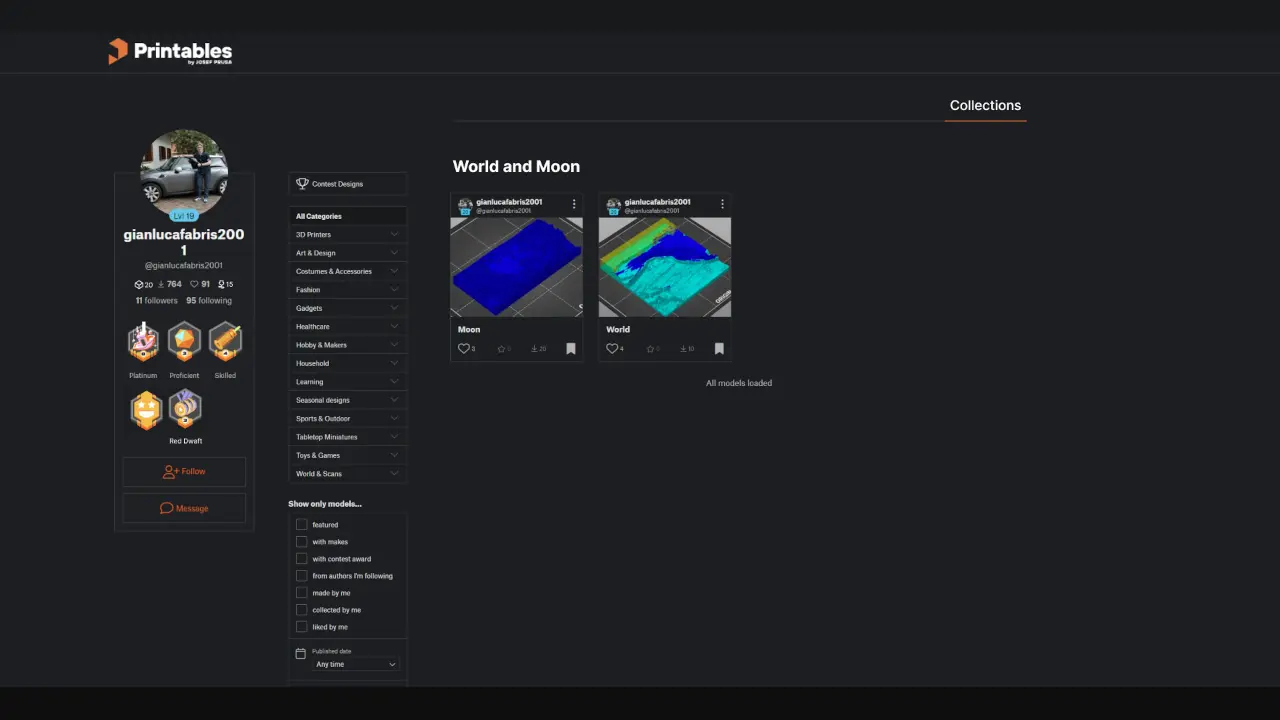 Printables
by JOSEF PRUSA
Collections
Lvl 19
gianlucafabris200
1
@gianlucafabris2001
20 764 91 15
11 followers 95 following
Platinum Proficient Skilled
Red Dwaft
Follow
Message
Contest Designs
All Categories
3D Printers
Art & Design
Costumes & Accessories
Fashion
Gadgets
Healthcare
Hobby & Makers
Household
Learning
Seasonal designs
Sports & Outdoor
Tabletop Miniatures
Toys & Games
World & Scans
Show only models...
featured
with makes
with contest award
from authors I'm following
made by me
collected by me
liked by me
Published date
Any time
World and Moon
gianlucafabris2001
@gianlucafabris2001
Moon
20
gianlucafabris2001
@gianlucafabris2001
World
4 0 10
All models loaded